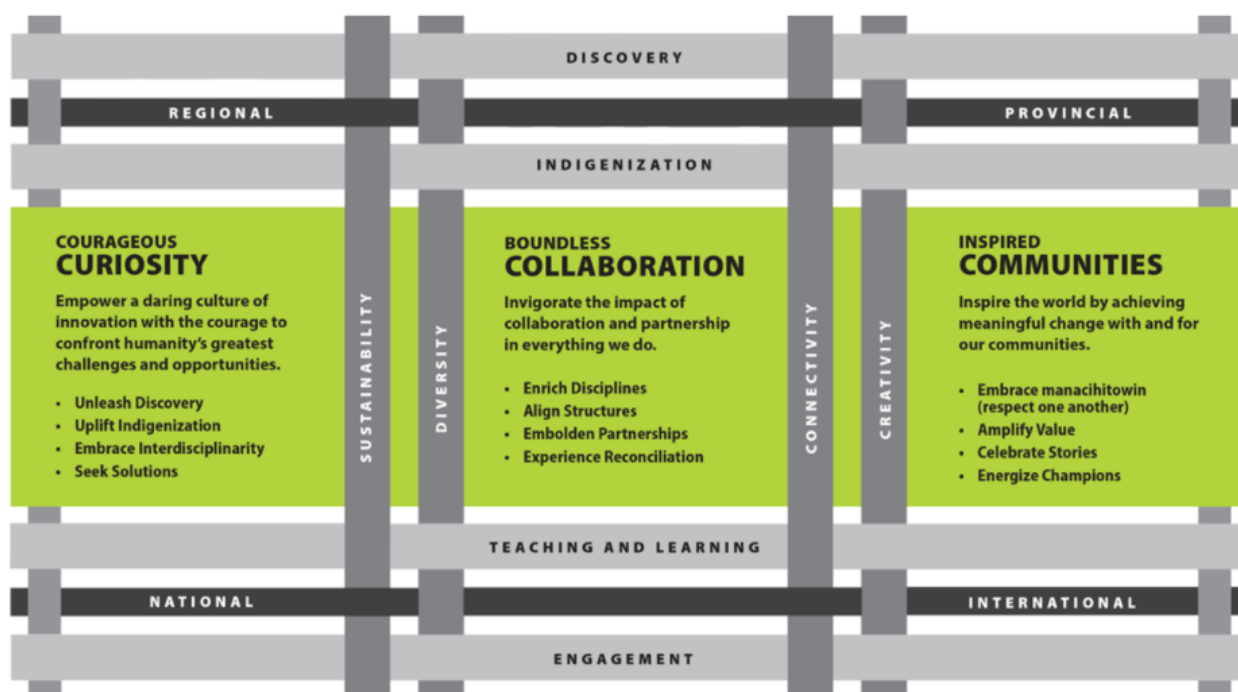 DISCOVERY
REGIONAL
PROVINCIAL
INDIGENIZATION
COURAGEOUS
CURIOSITY
Empower a daring culture of
innovation with the courage to
confront humanity's greatest
challenges and opportunities.
• Unleash Discovery
• Uplift Indigenization
• Embrace Interdisciplinarity
• Seek Solutions
SUSTAINABILITY
DIVERSITY
BOUNDLESS
COLLABORATION
Invigorate the impact of
collaboration and partnership
in everything we do.
• Enrich Disciplines
• Align Structures
• Embolden Partnerships
• Experience Reconciliation
CONNECTIVITY
CREATIVITY
INSPIRED
COMMUNITIES
Inspire the world by achieving
meaningful change with and for
our communities.
• Embrace manacihitowin
(respect one another)
• Amplify Value
• Celebrate Stories
• Energize Champions
TEACHING AND LEARNING
NATIONAL
INTERNATIONAL
ENGAGEMENT